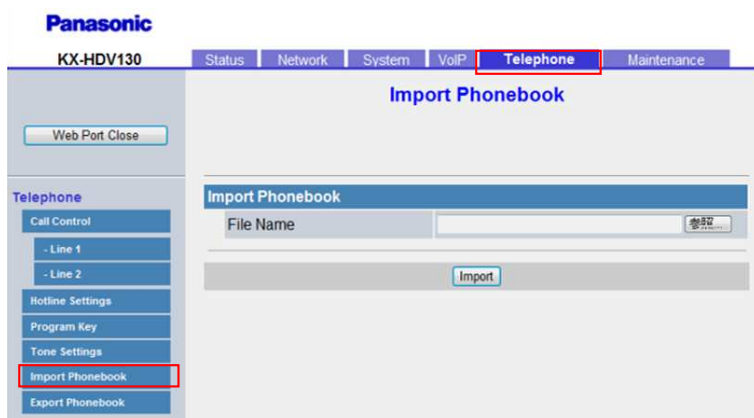 Panasonic
KX-HDV130
Status Network System VoIP Telephone Maintenance
Import Phonebook
Web Port Close
Telephone
Call Control
- Line 1
- Line 2
Hotline Settings
Program Key
Tone Settings
Import Phonebook
Export Phonebook
Import Phonebook
File Name
参照...
Import